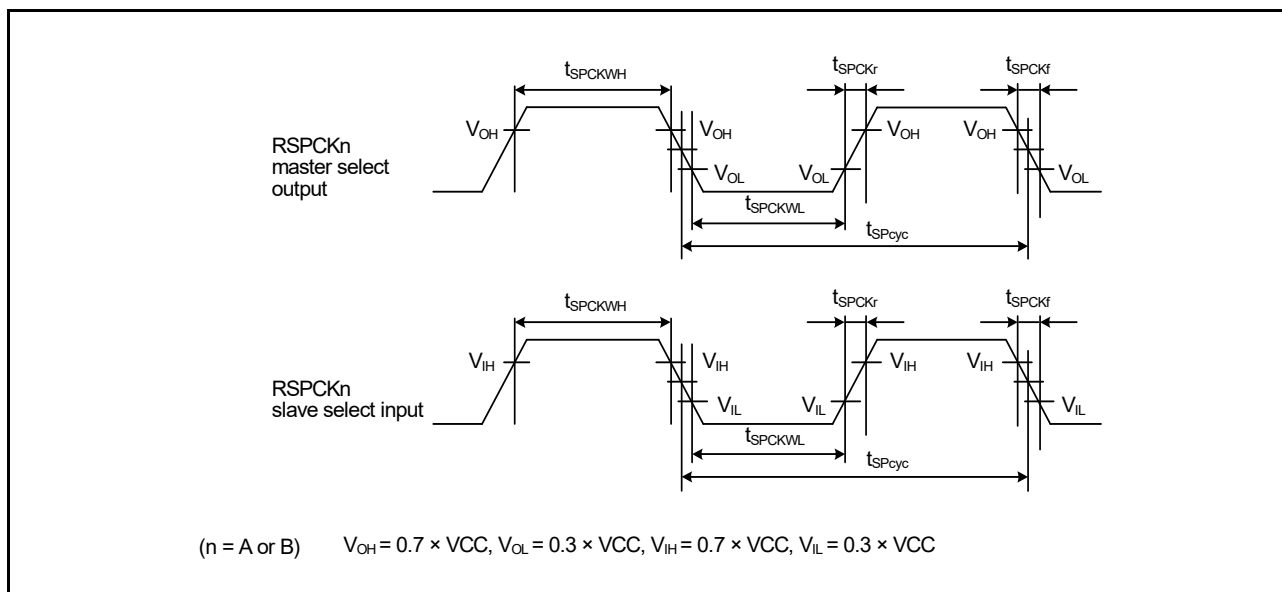 tSPCKWH tSPCKr tSPCKf
VOH VOH VOH VOH
RSPCKn
master select
output
VOL VOL VOL
tSPCKWL
tSPcyc
tSPCKWH tSPCKr tSPCKf
VIH VIH VIH VIH
RSPCKn
slave select input
VIL VIL VIL
tSPCKWL
tSPcyc
(n = A or B) VOH = 0.7 × VCC, VOL = 0.3 × VCC, VIH = 0.7 × VCC, VIL = 0.3 × VCC